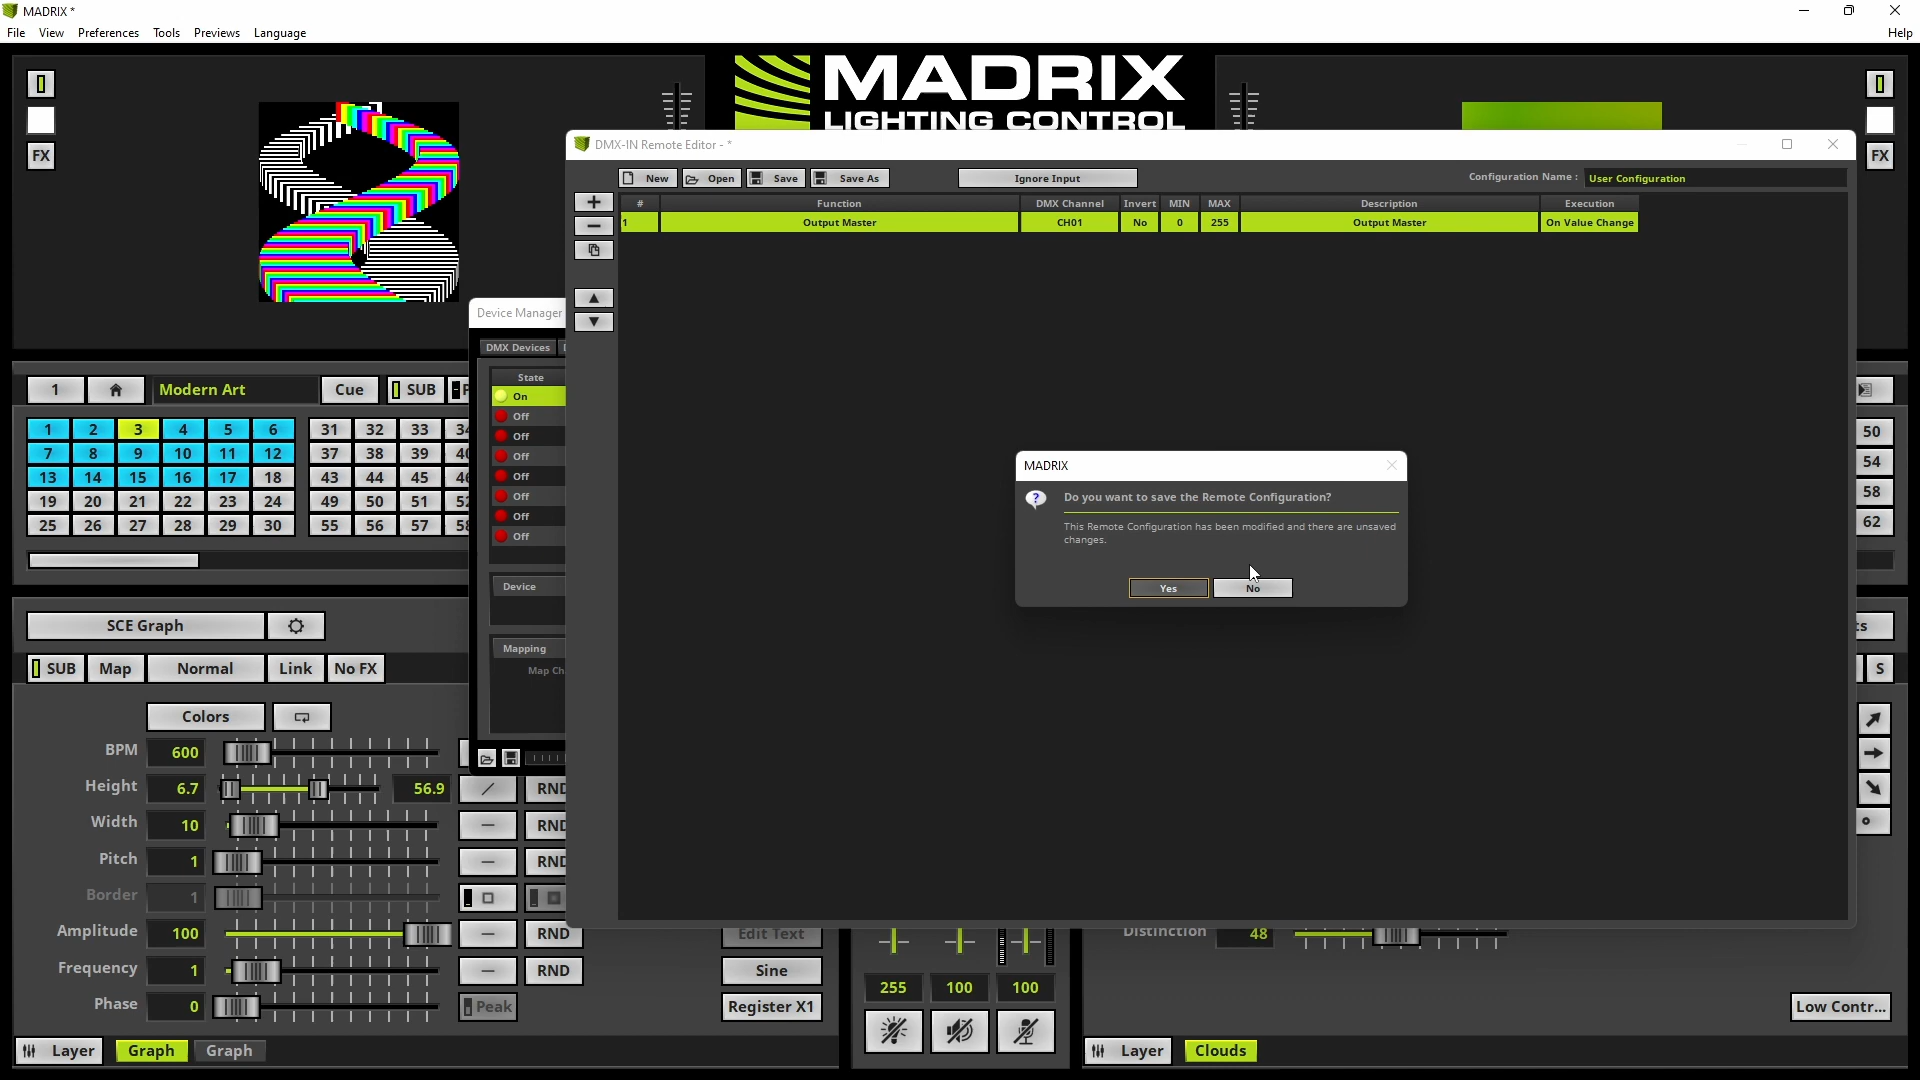 MADRIX *
File View Preferences Tools Previews Language Help
MADRIX
LIGHTING CONTROL
FX
FX
DMX-IN Remote Editor - *
New Open Save Save As Ignore Input Configuration Name : User Configuration
# Function DMX Channel Invert MIN MAX Description Execution
1 Output Master CH01 No 0 255 Output Master On Value Change
Device Manager
DMX Devices
State
On
Off
Off
Off
Off
Off
Off
Off
Device
Mapping
Map Ch
MADRIX
Do you want to save the Remote Configuration?
This Remote Configuration has been modified and there are unsaved
changes.
Yes No
1 Modern Art Cue SUB
1 2 3 4 5 6 31 32 33
7 8 9 10 11 12 37 38 39
13 14 15 16 17 18 43 44 45
19 20 21 22 23 24 49 50 51
25 26 27 28 29 30 55 56 57
50
54
58
62
SCE Graph
SUB Map Normal Link No FX
S
Colors
BPM 600
Height 6.7 56.9 RND
Width 10 RND
Pitch 1 RND
Border 1
Amplitude 100 RND Edit Text
Frequency 1 RND Sine
Phase 0 Peak Register X1
255 100 100
Distinction 48
Low Contr...
Layer Graph Graph
Layer Clouds